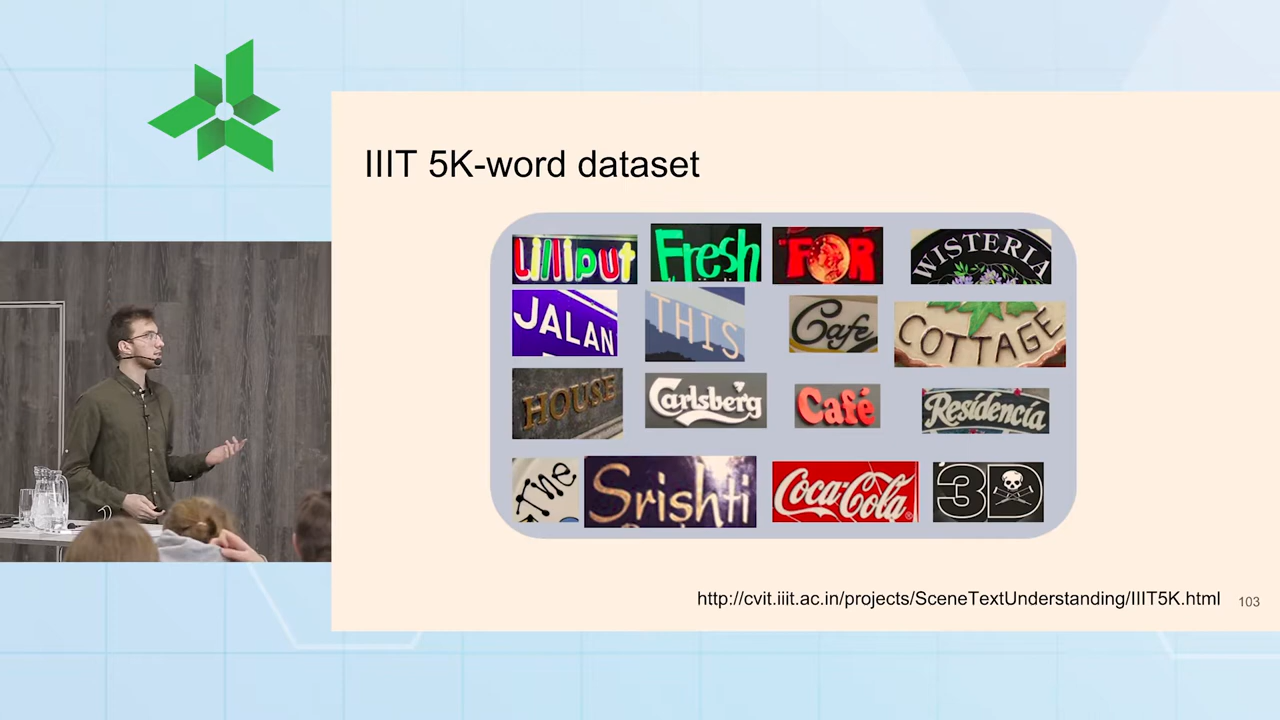 IIIT 5K-word dataset
Lilliput Fresh FOR WISTERIA
JALAN THIS Cafe COTTAGE
HOUSE Carlsberg Café Residencia
The Srishti Coca-Cola® 3D
http://cvit.iiit.ac.in/projects/SceneTextUnderstanding/IIIT5K.html
103